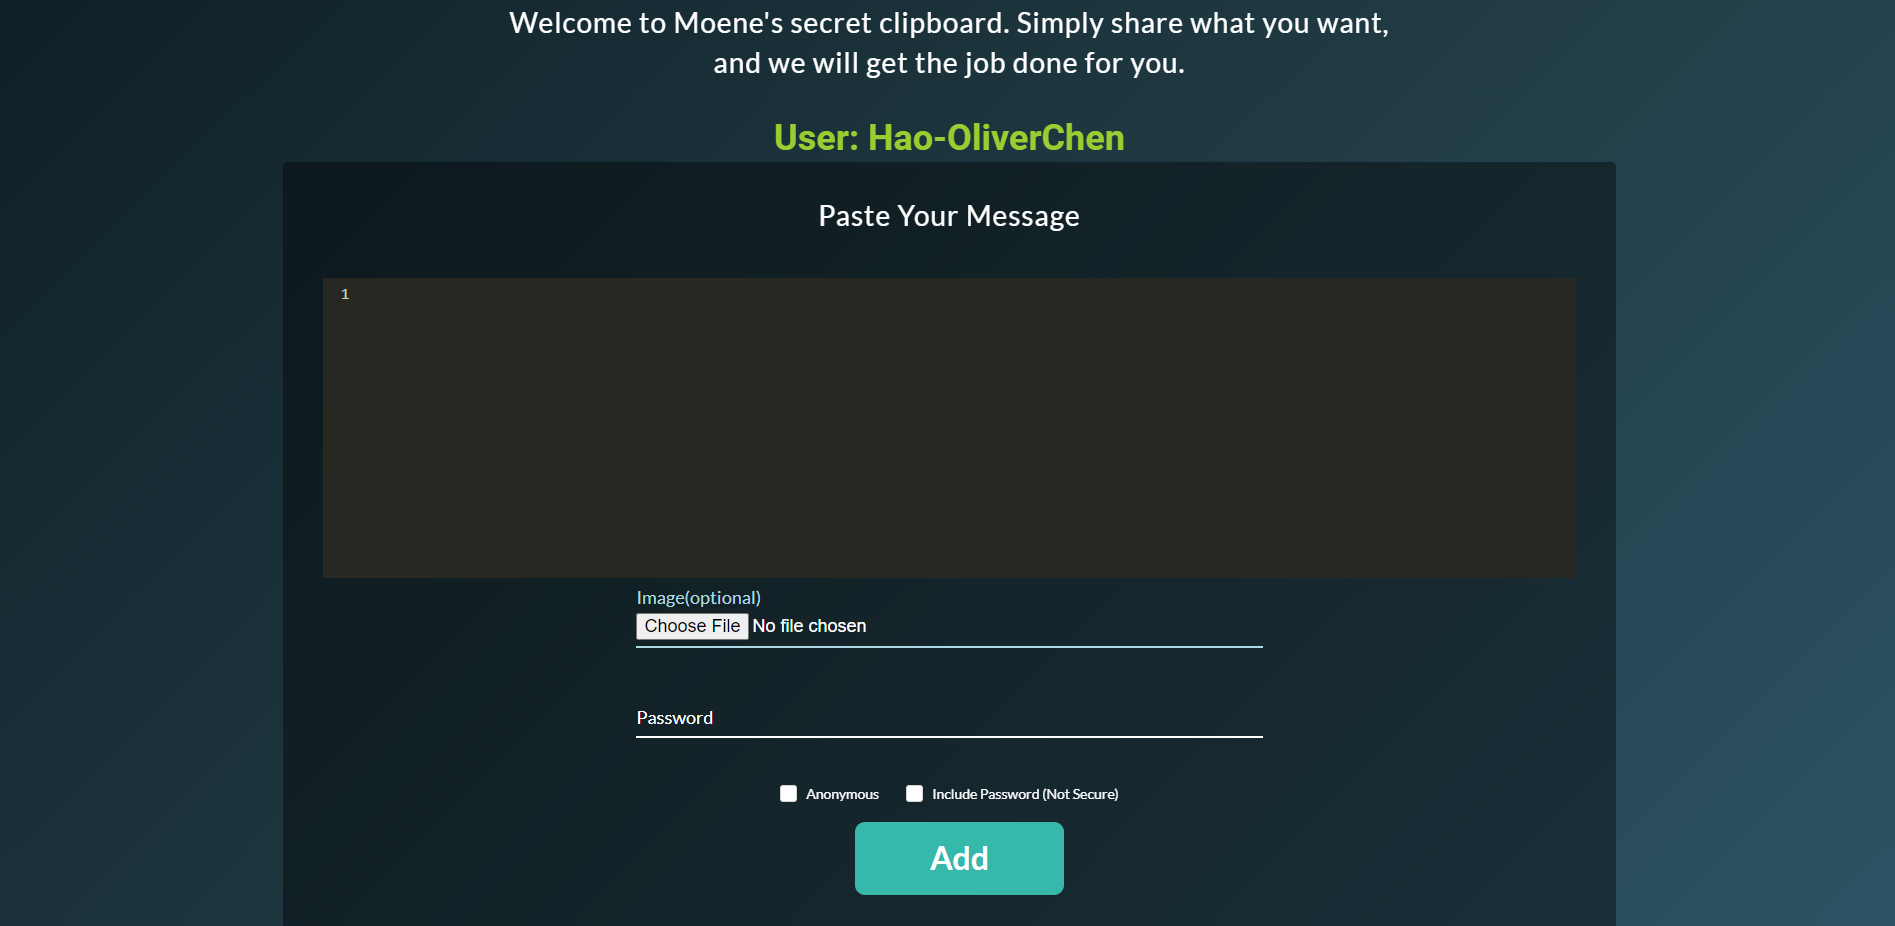 Welcome to Moene's secret clipboard. Simply share what you want,
and we will get the job done for you.
User: Hao-OliverChen
Paste Your Message
1
Image(optional)
Choose File No file chosen
Password
Anonymous Include Password (Not Secure)
Add